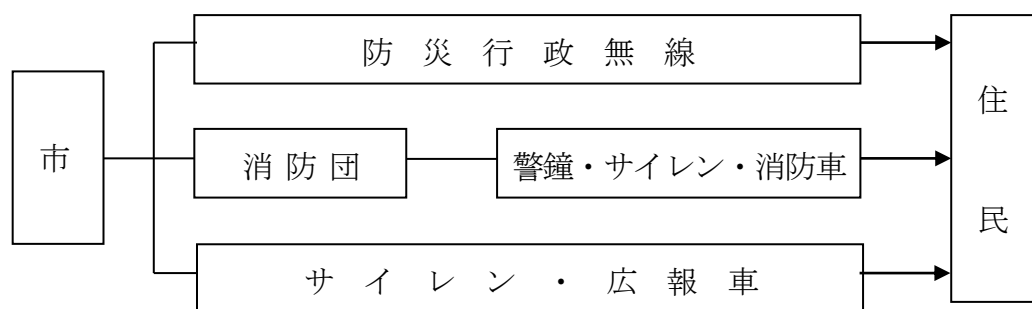 市
防災行政無線
消防団
警鐘・サイレン・消防車
サイレン・広報車
住民